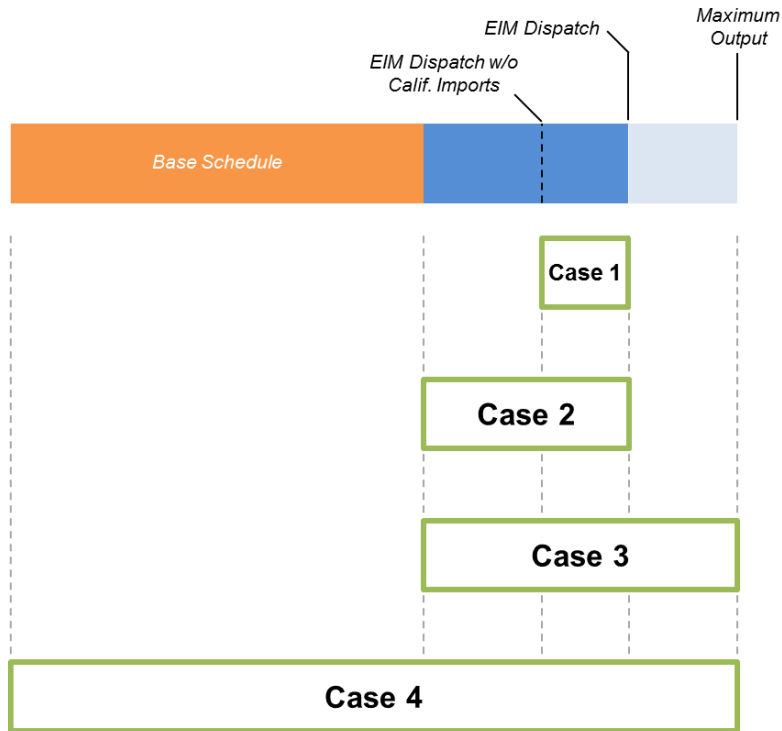 Maximum
Output
EIM Dispatch
EIM Dispatch w/o
Calif. Imports
Base Schedule
Case 1
Case 2
Case 3
Case 4